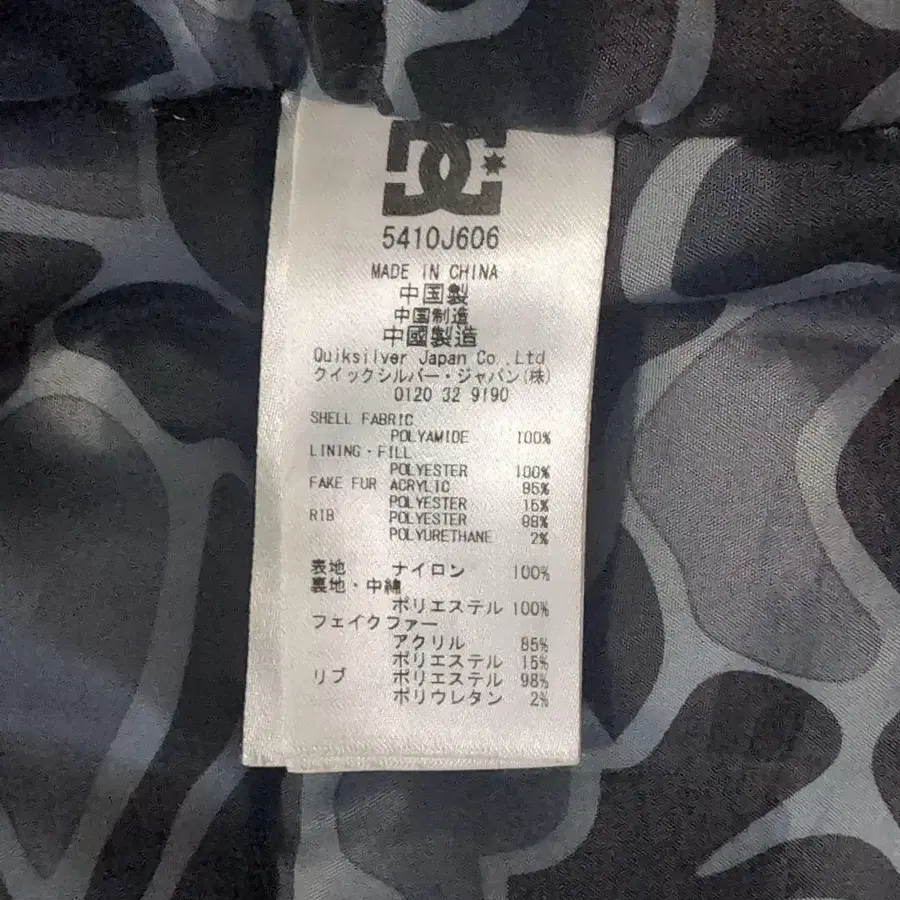 DC
5410J606
MADE IN CHINA
中国製
中国制造
中國製造
Quiksilver Japan Co.,Ltd
クイックシルバー・ジャパン(株)
0120 32 9190
SHELL FABRIC
POLYAMIDE 100%
LINING・FILL
POLYESTER 100%
FAKE FUR ACRYLIC 85%
POLYESTER 15%
RIB POLYESTER 98%
POLYURETHANE 2%
表地 ナイロン 100%
裏地・中綿
ポリエステル 100%
フェイクファー
アクリル 85%
ポリエステル 15%
リブ ポリエステル 98%
ポリウレタン 2%